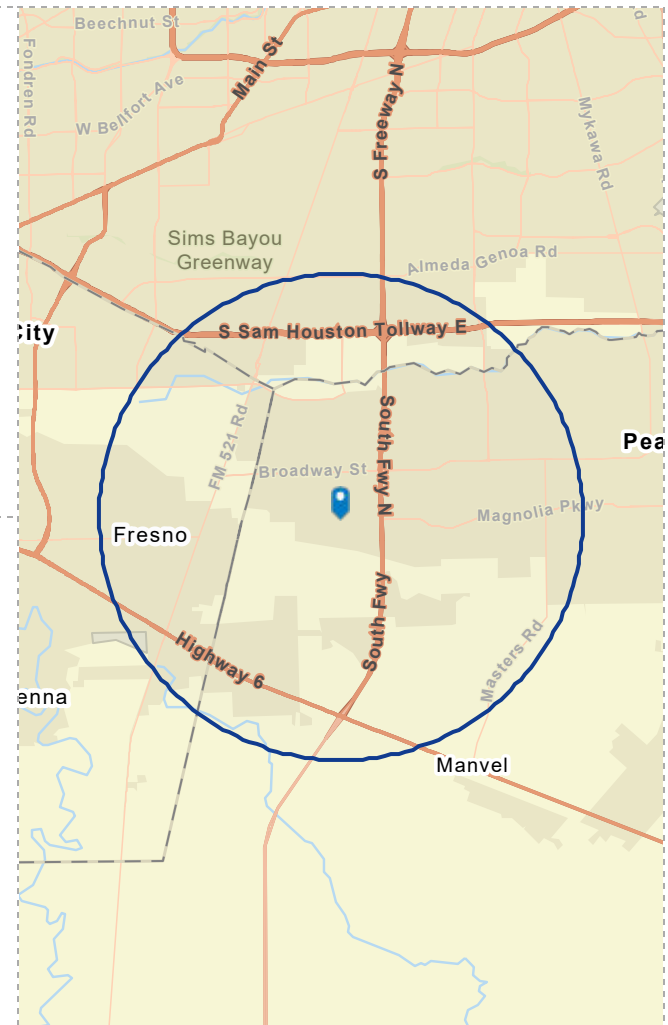 Beechnut St
d
Fondren Rd
Main St
W Bellfort Ave
S Freeway N
Mykawa Rd
Sims Bayou
Greenway
Almeda Genoa Rd
City
S Sam Houston Tollway E
FM 521 Rd
South Fwy N
Pea
Broadway St
Magnolia Pkwy
Fresno
South Fwy
Highway 6
Masters Rd
enna
Manvel